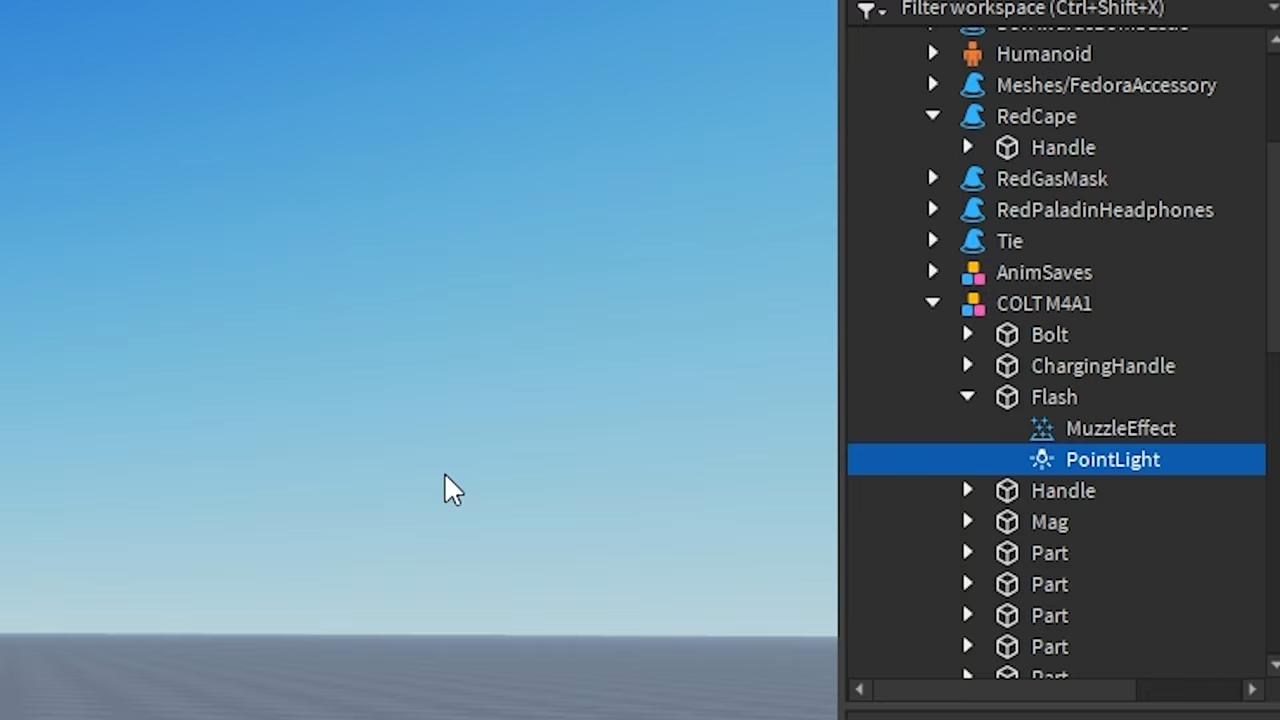 Filter workspace (Ctrl+Shift+X)
Humanoid
Meshes/FedoraAccessory
RedCape
Handle
RedGasMask
RedPaladinHeadphones
Tie
AnimSaves
COLT M4A1
Bolt
ChargingHandle
Flash
MuzzleEffect
PointLight
Handle
Mag
Part
Part
Part
Part
Part